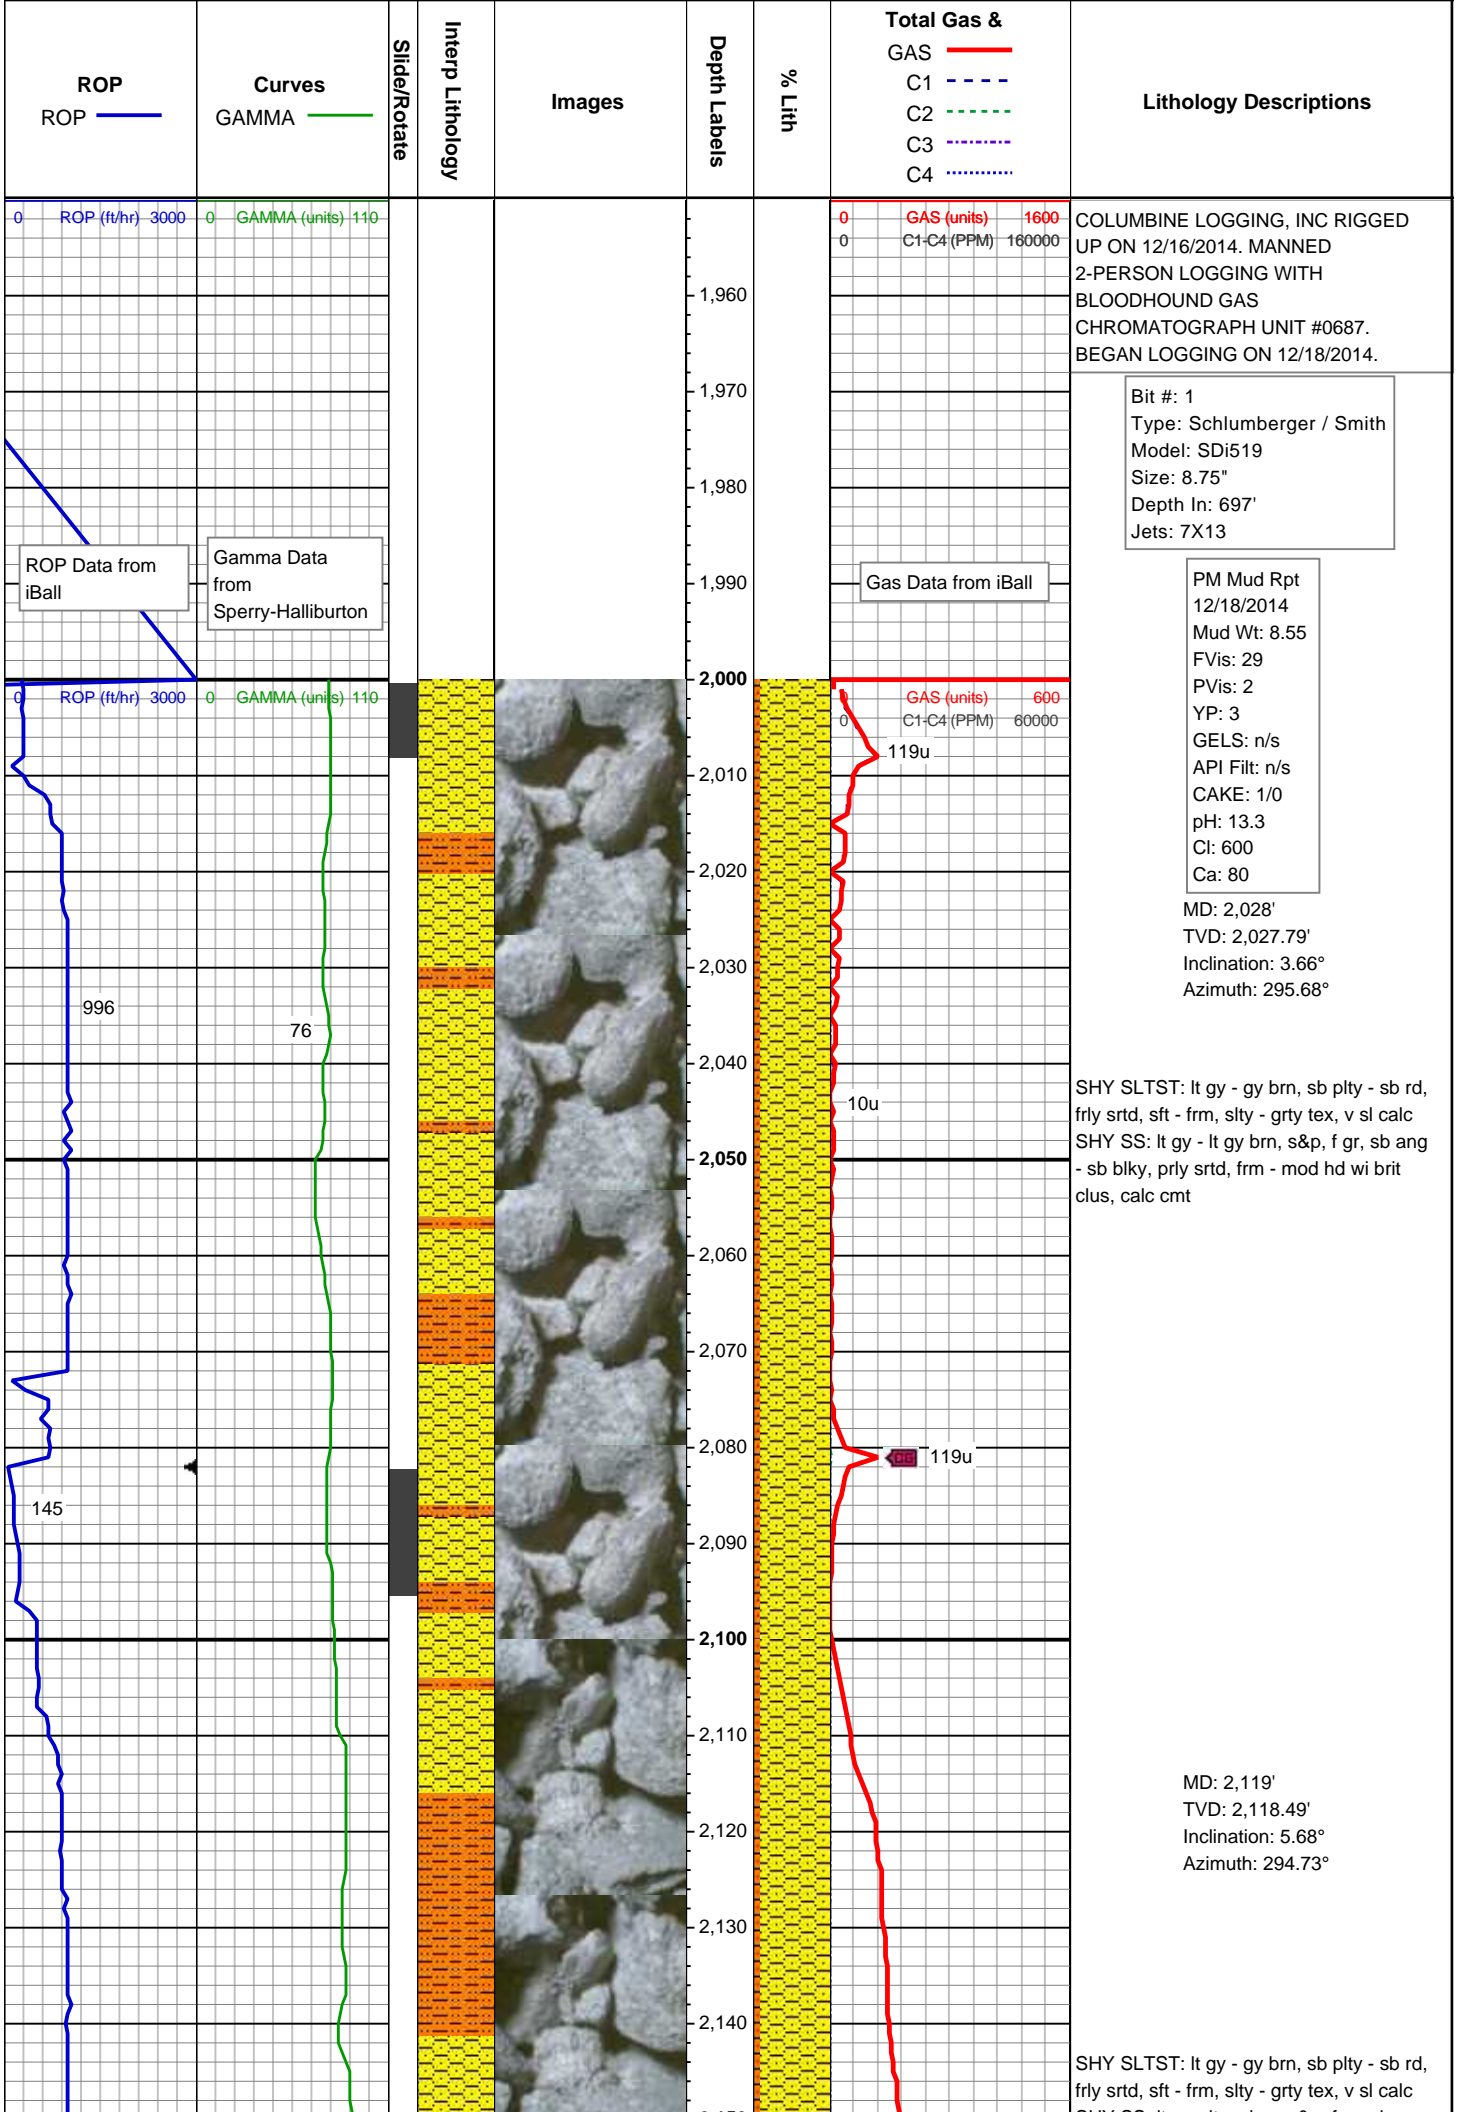 ROP
ROP
Curves
GAMMA
Slide/Rotate
Interp Lithology
Images
Depth Labels
% Lith
Total Gas &
GAS
C1
C2
C3
C4
Lithology Descriptions
0 ROP (ft/hr) 3000
0 GAMMA (units) 110
0 GAS (units) 1600
0 C1-C4 (PPM) 160000
COLUMBINE LOGGING, INC RIGGED
UP ON 12/16/2014. MANNED
2-PERSON LOGGING WITH
BLOODHOUND GAS
CHROMATOGRAPH UNIT #0687.
BEGAN LOGGING ON 12/18/2014.
1,960
1,970
1,980
1,990
Bit #: 1
Type: Schlumberger / Smith
Model: SDi519
Size: 8.75"
Depth In: 697'
Jets: 7X13
ROP Data from
iBall
Gamma Data
from
Sperry-Halliburton
Gas Data from iBall
PM Mud Rpt
12/18/2014
Mud Wt: 8.55
FVis: 29
PVis: 2
YP: 3
GELS: n/s
API Filt: n/s
CAKE: 1/0
pH: 13.3
Cl: 600
Ca: 80
2,000
0 ROP (ft/hr) 3000
0 GAMMA (units) 110
0 GAS (units) 600
0 C1-C4 (PPM) 60000
119u
2,010
2,020
MD: 2,028'
TVD: 2,027.79'
Inclination: 3.66°
Azimuth: 295.68°
2,030
996
76
2,040
10u
SHY SLTST: lt gy - gy brn, sb plty - sb rd,
frly srtd, sft - frm, slty - grty tex, v sl calc
SHY SS: lt gy - lt gy brn, s&p, f gr, sb ang
- sb blky, prly srtd, frm - mod hd wi brit
clus, calc cmt
2,050
2,060
2,070
2,080
CG
119u
145
2,090
2,100
2,110
MD: 2,119'
TVD: 2,118.49'
Inclination: 5.68°
Azimuth: 294.73°
2,120
2,130
2,140
SHY SLTST: lt gy - gy brn, sb plty - sb rd,
frly srtd, sft - frm, slty - grty tex, v sl calc